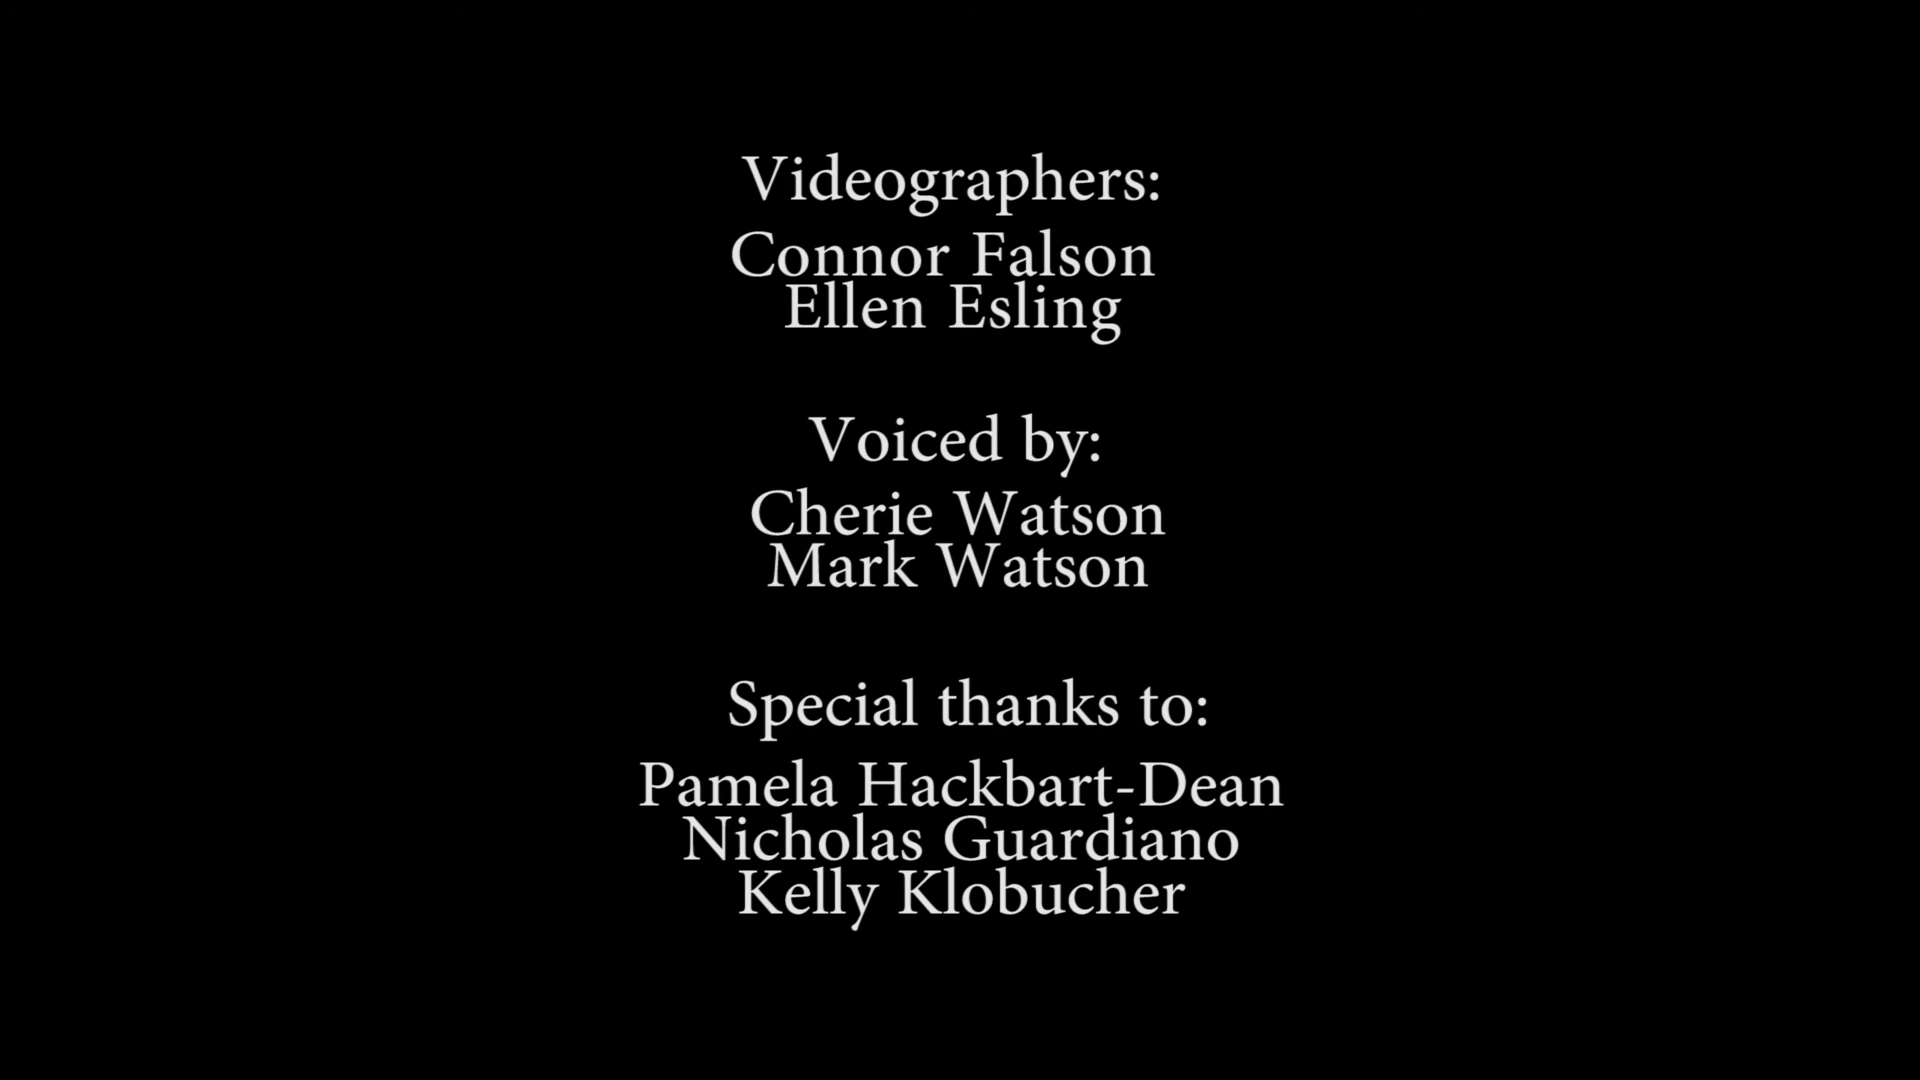 Videographers:
Connor Falson
Ellen Esling
Voiced by:
Cherie Watson
Mark Watson
Special thanks to:
Pamela Hackbart-Dean
Nicholas Guardiano
Kelly Klobucher